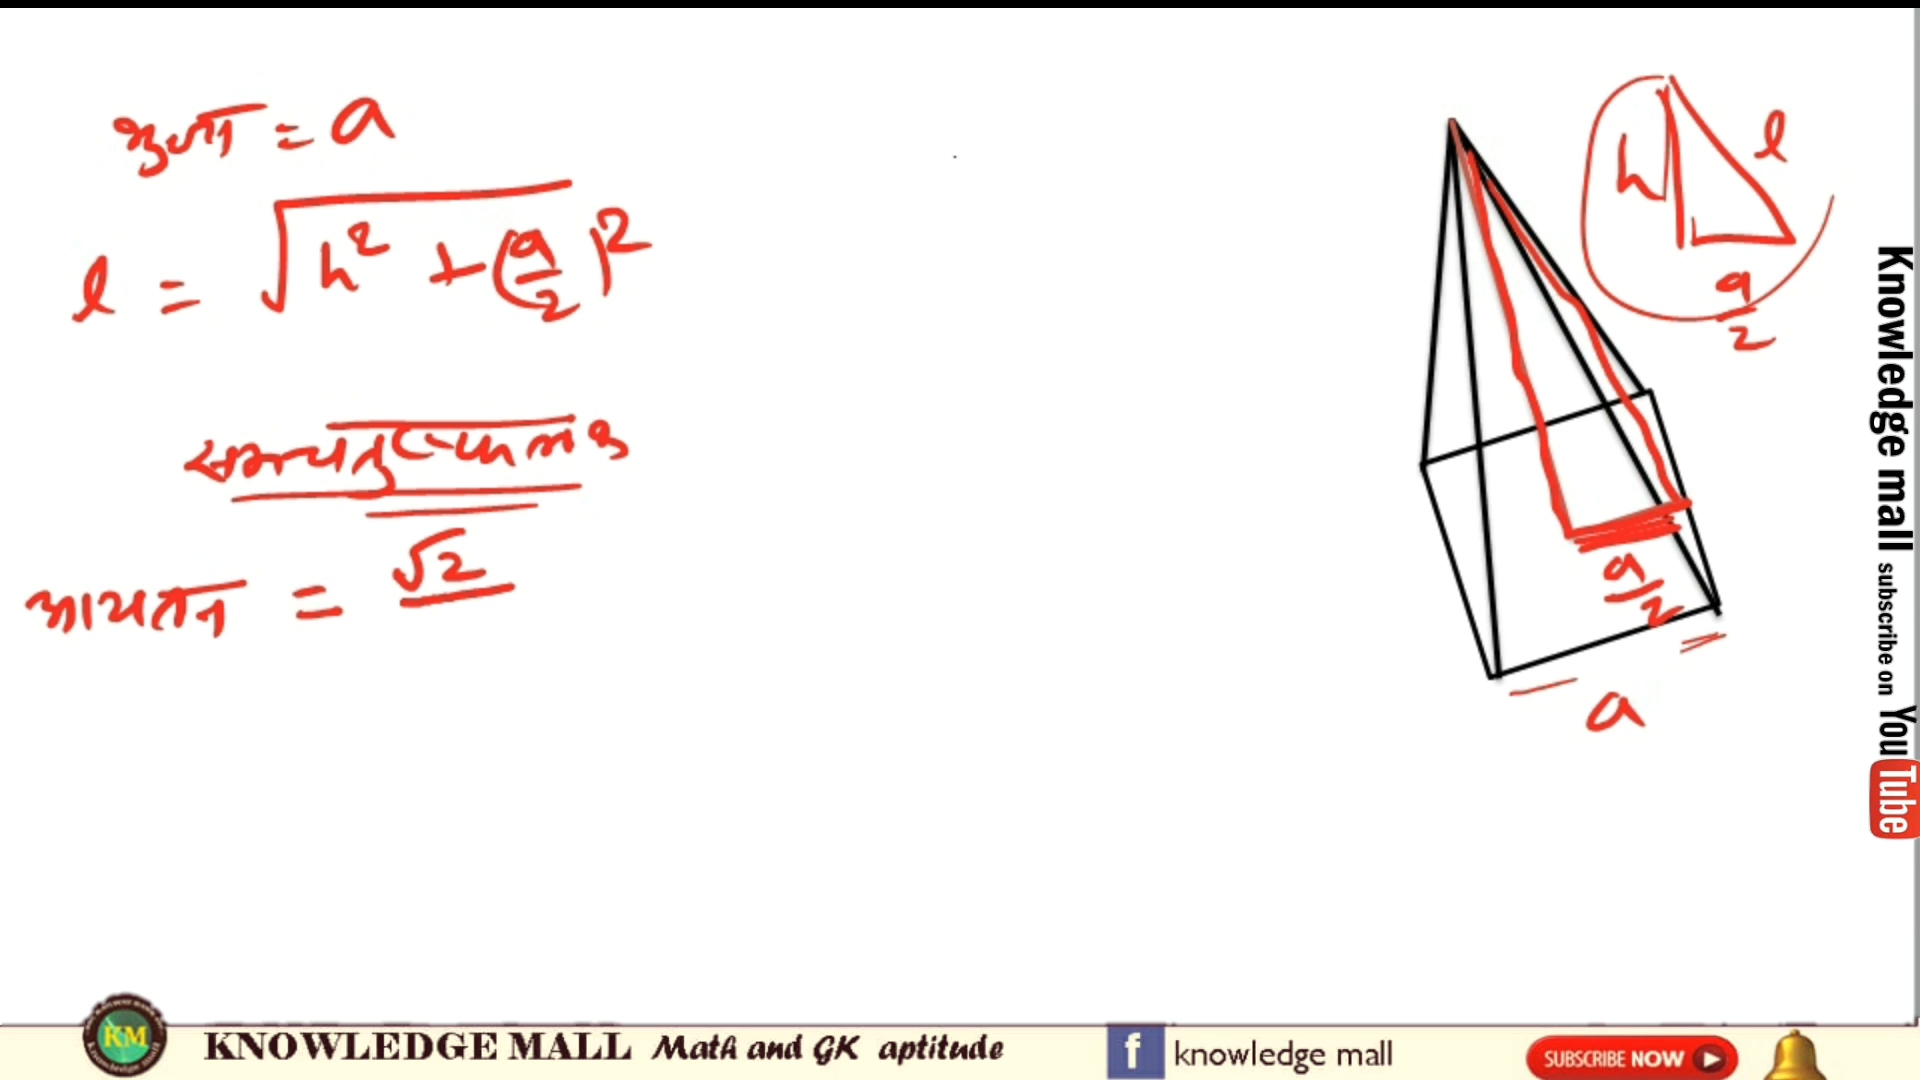 भुजा = a
l = √h² + (a/2)²
समचतुष्फलक
आयतन = √2
h
l
a/2
a/2
a
Knowledge mall subscribe on YouTube
KM
KNOWLEDGE MALL Math and GK aptitude
f knowledge mall
SUBSCRIBE NOW